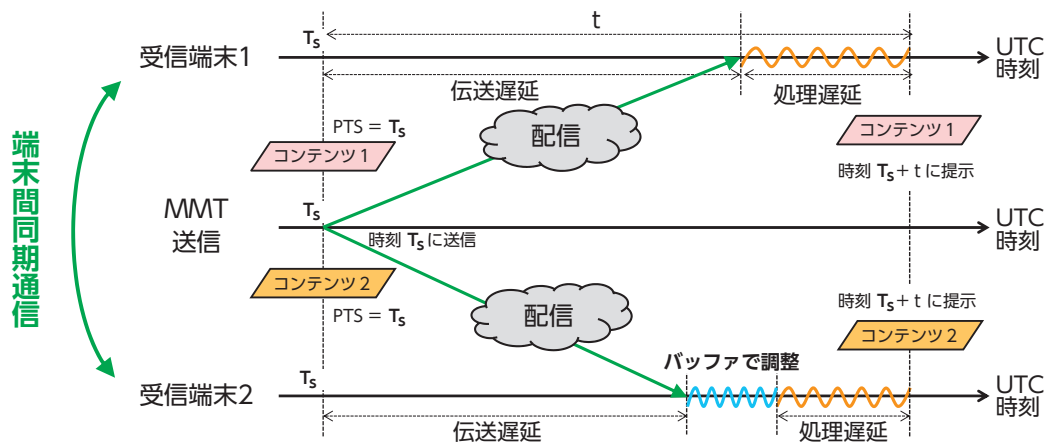 t
Ts
受信端末1
UTC
時刻
伝送遅延
処理遅延
PTS = Ts
配信
コンテンツ1
コンテンツ1
時刻 Ts + t に提示
端末間同期通信
Ts
MMT
送信
UTC
時刻
時刻 Tsに送信
コンテンツ2
時刻 Ts + t に提示
PTS = Ts
配信
コンテンツ2
バッファで調整
Ts
受信端末2
UTC
時刻
伝送遅延
処理遅延